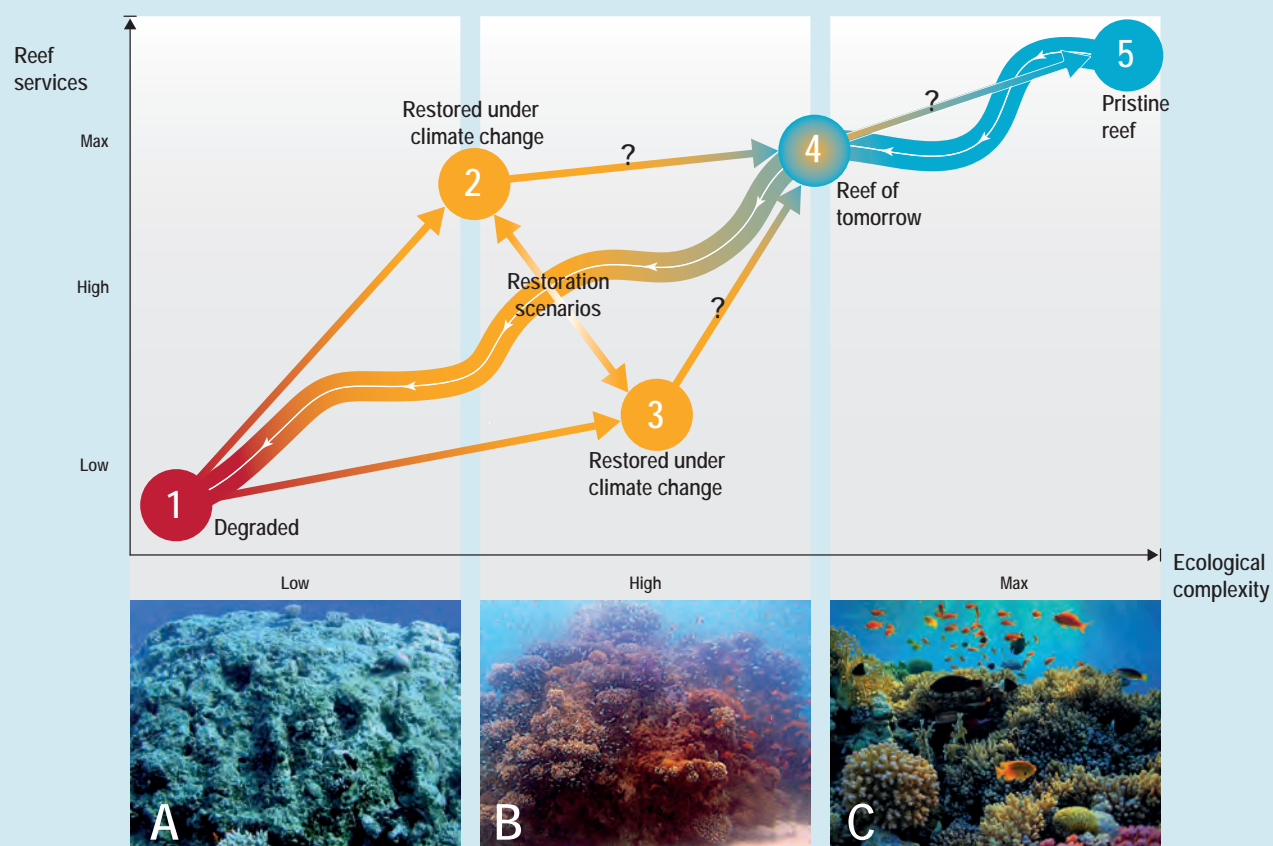 Reef
services
Max
High
Low
5
Pristine
reef
?
Restored under
climate change
2
?
4
Reef of
tomorrow
Restoration
scenarios
?
3
Restored under
climate change
1
Degraded
Ecological
complexity
Low
High
Max
A
B
C